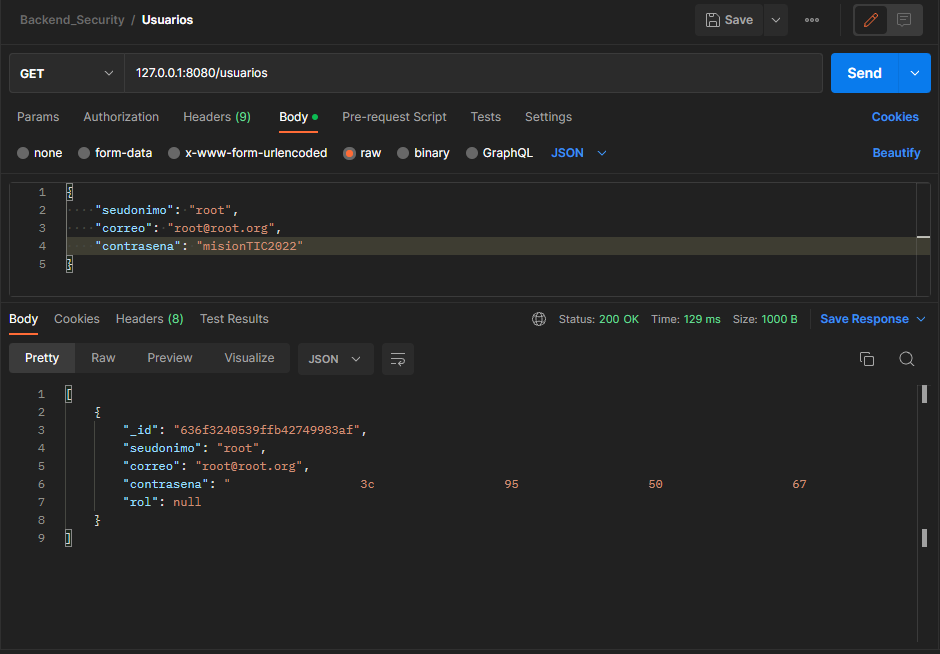 Backend_Security / Usuarios
Save
GET 127.0.0.1:8080/usuarios Send
Params Authorization Headers (9) Body Pre-request Script Tests Settings Cookies
none form-data x-www-form-urlencoded raw binary GraphQL JSON Beautify
1 {
2 "seudonimo": "root",
3 "correo": "root@root.org",
4 "contrasena": "misionTIC2022"
5 }
Body Cookies Headers (8) Test Results Status: 200 OK Time: 129 ms Size: 1000 B Save Response
Pretty Raw Preview Visualize JSON
1 [
2 {
3 "_id": "636f3240539ffb42749983af",
4 "seudonimo": "root",
5 "correo": "root@root.org",
6 "contrasena": " 3c 95 50 67
7 "rol": null
8 }
9 ]